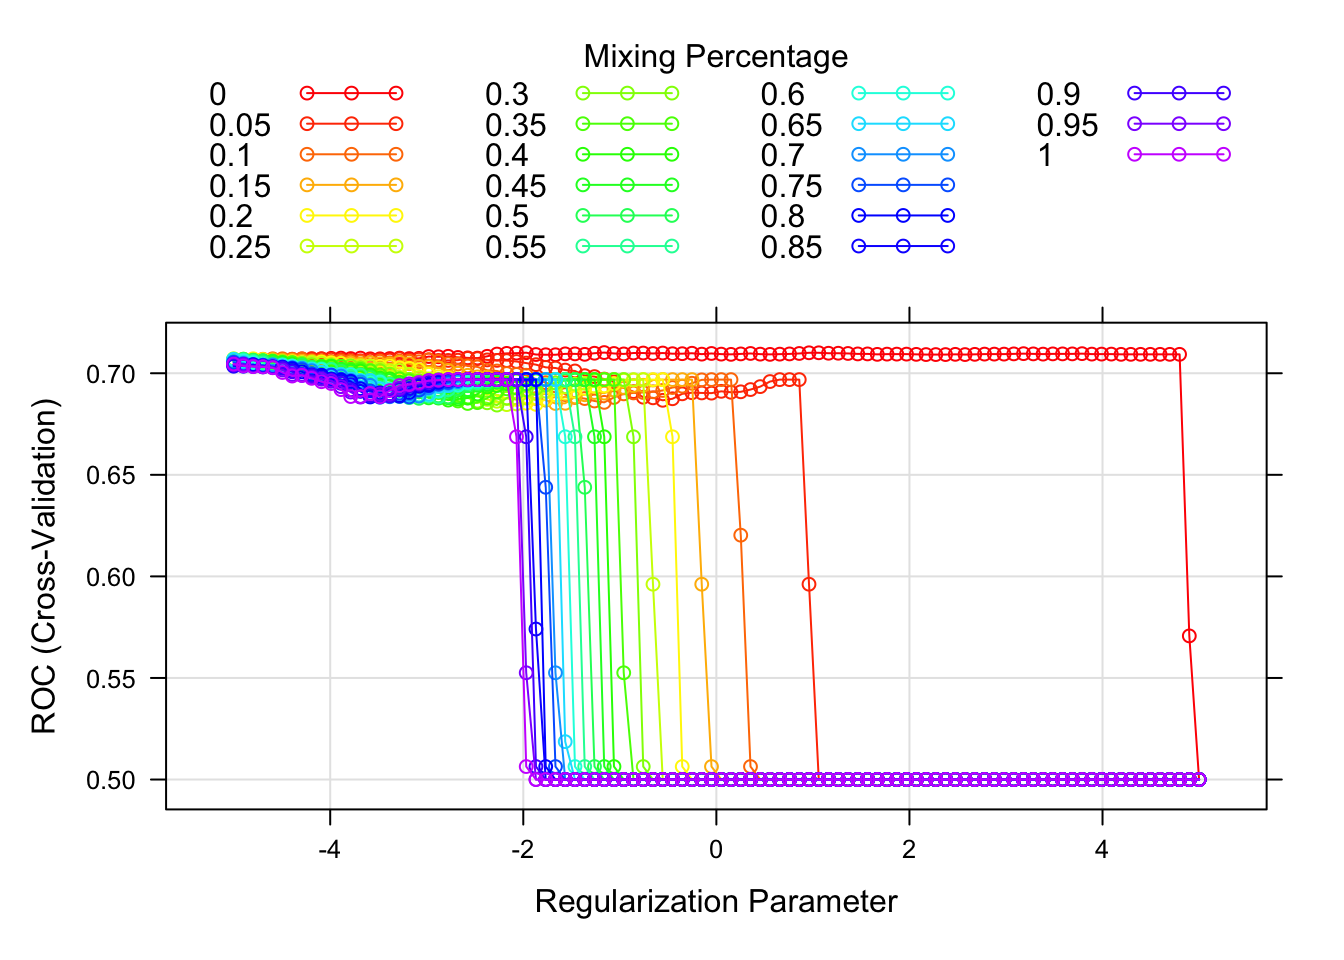 Mixing Percentage
0 0.3 0.6 0.9
0.05 0.35 0.65 0.95
0.1 0.4 0.7 1
0.15 0.45 0.75
0.2 0.5 0.8
0.25 0.55 0.85
0.70
0.65
0.60
0.55
0.50
ROC (Cross-Validation)
-4 -2 0 2 4
Regularization Parameter